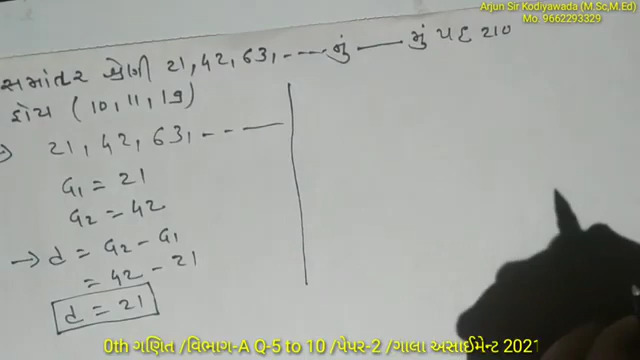 Arjun Sir Kodiyawada (M.Sc,M.Ed)
Mo. 9662293329
સમાંતર શ્રેણી 21, 42, 63, --- નું —— મું પદ 210
હોય (10, 11, 19)
21, 42, 63, ---
a₁ = 21
a₂ = 42
→ d = a₂ - a₁
= 42 - 21
d = 21
0th ગણિત /વિભાગ-A Q-5 to 10 /પેપર-2 /ગાલા અસાઈમેન્ટ 2021